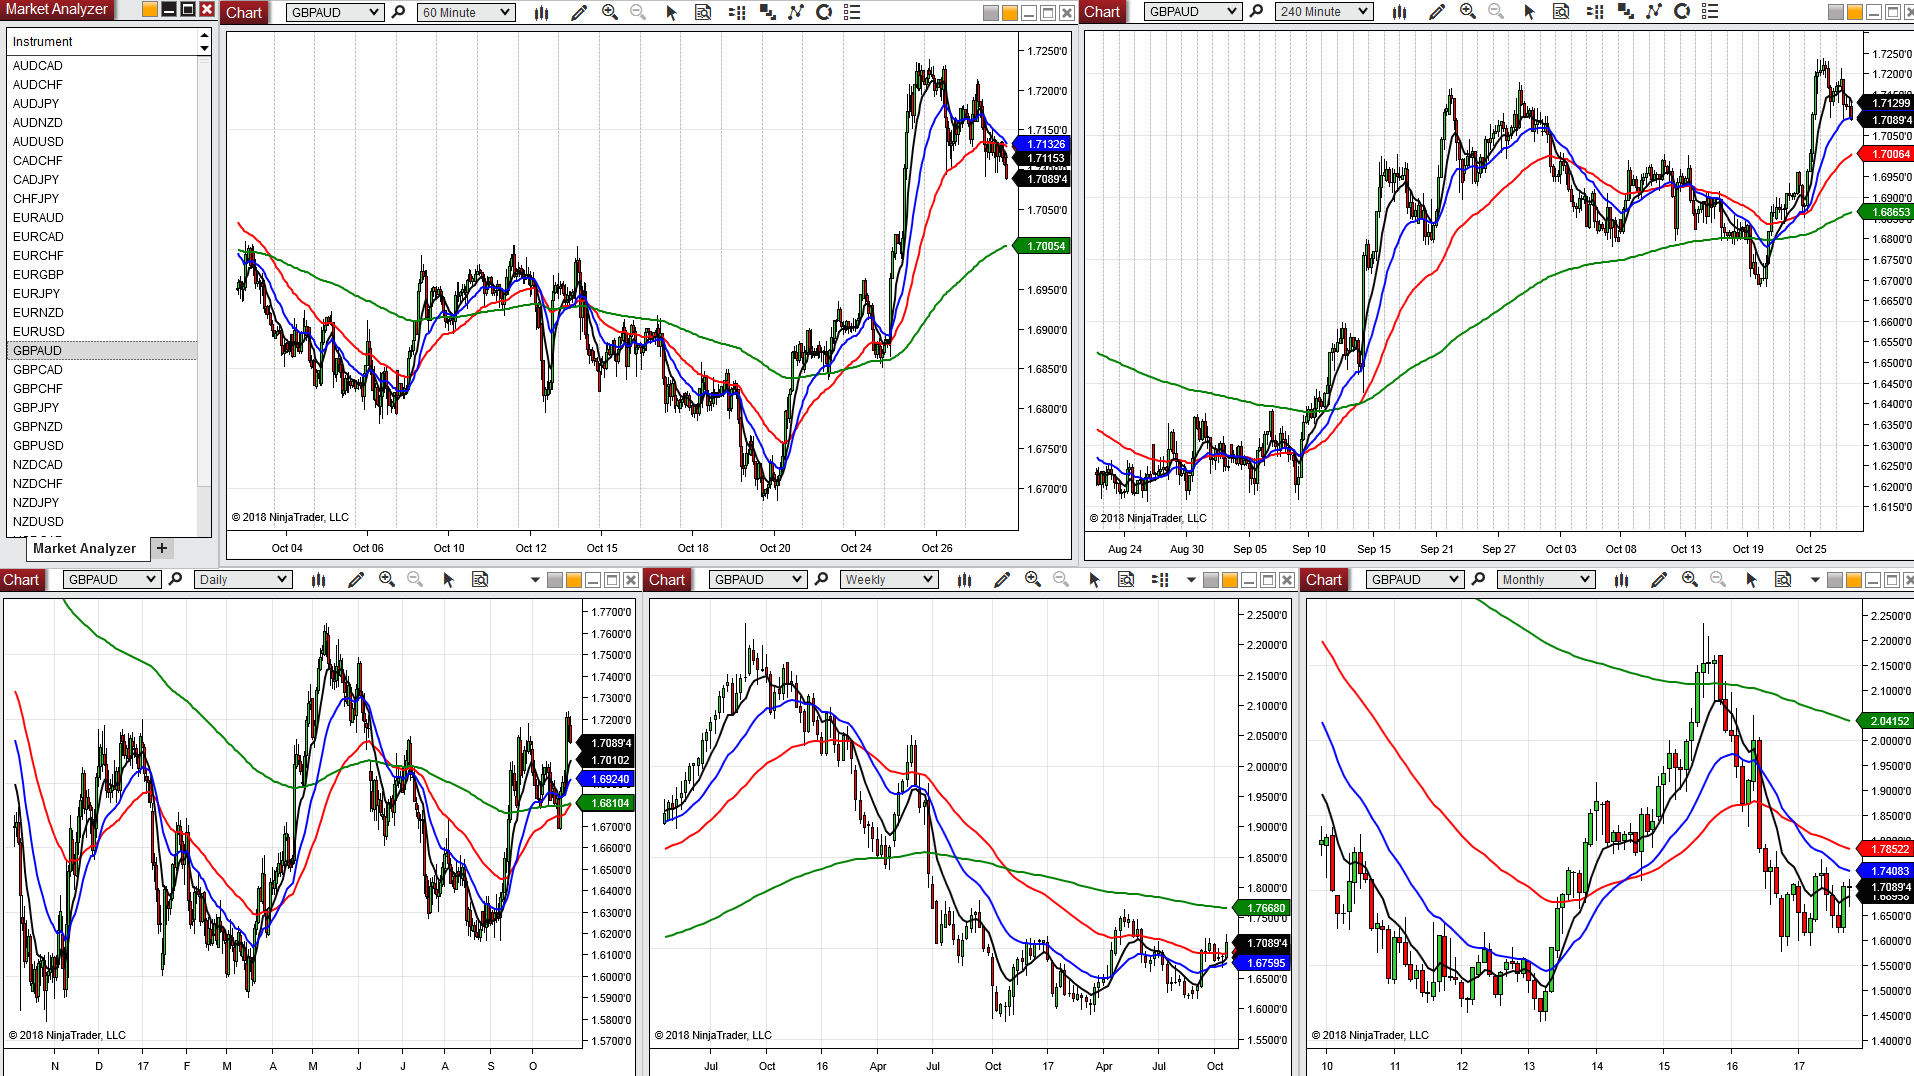 Market Analyzer
Instrument
AUDCAD
AUDCHF
AUDJPY
AUDNZD
AUDUSD
CADCHF
CADJPY
CHFJPY
EURAUD
EURCAD
EURCHF
EURGBP
EURJPY
EURNZD
EURUSD
GBPAUD
GBPCAD
GBPCHF
GBPJPY
GBPNZD
GBPUSD
NZDCAD
NZDCHF
NZDJPY
NZDUSD
Market Analyzer +
Chart GBPAUD 60 Minute
1.7250'0
1.7200'0
1.7150'0
1.71326
1.71153
1.7089'4
1.7050'0
1.70054
1.6950'0
1.6900'0
1.6850'0
1.6800'0
1.6750'0
1.6700'0
© 2018 NinjaTrader, LLC
Oct 04 Oct 06 Oct 10 Oct 12 Oct 15 Oct 18 Oct 20 Oct 24 Oct 26
Chart GBPAUD 240 Minute
1.7250'0
1.7200'0
1.71299
1.7089'4
1.7050'0
1.70064
1.6950'0
1.6900'0
1.68653
1.6800'0
1.6750'0
1.6700'0
1.6650'0
1.6600'0
1.6550'0
1.6500'0
1.6450'0
1.6400'0
1.6350'0
1.6300'0
1.6250'0
1.6200'0
1.6150'0
© 2018 NinjaTrader, LLC
Aug 24 Aug 30 Sep 05 Sep 10 Sep 15 Sep 21 Sep 27 Oct 03 Oct 08 Oct 13 Oct 19 Oct 25
Chart GBPAUD Daily
1.7700'0
1.7600'0
1.7500'0
1.7400'0
1.7300'0
1.7200'0
1.7089'4
1.70102
1.69240
1.68104
1.6700'0
1.6600'0
1.6500'0
1.6400'0
1.6300'0
1.6200'0
1.6100'0
1.6000'0
1.5900'0
1.5800'0
1.5700'0
© 2018 NinjaTrader, LLC
N D 17 F M A M J J A S O
Chart GBPAUD Weekly
2.2500'0
2.2000'0
2.1500'0
2.1000'0
2.0500'0
2.0000'0
1.9500'0
1.9000'0
1.8500'0
1.8000'0
1.76680
1.7500'0
1.7089'4
1.67595
1.6500'0
1.6000'0
1.5500'0
© 2018 NinjaTrader, LLC
Jul Oct 16 Apr Jul Oct 17 Apr Jul Oct
Chart GBPAUD Monthly
2.2500'0
2.2000'0
2.1500'0
2.1000'0
2.04152
2.0000'0
1.9500'0
1.9000'0
1.8500'0
1.78522
1.74083
1.7089'4
1.6500'0
1.6000'0
1.5500'0
1.5000'0
1.4500'0
1.4000'0
© 2018 NinjaTrader, LLC
10 11 12 13 14 15 16 17